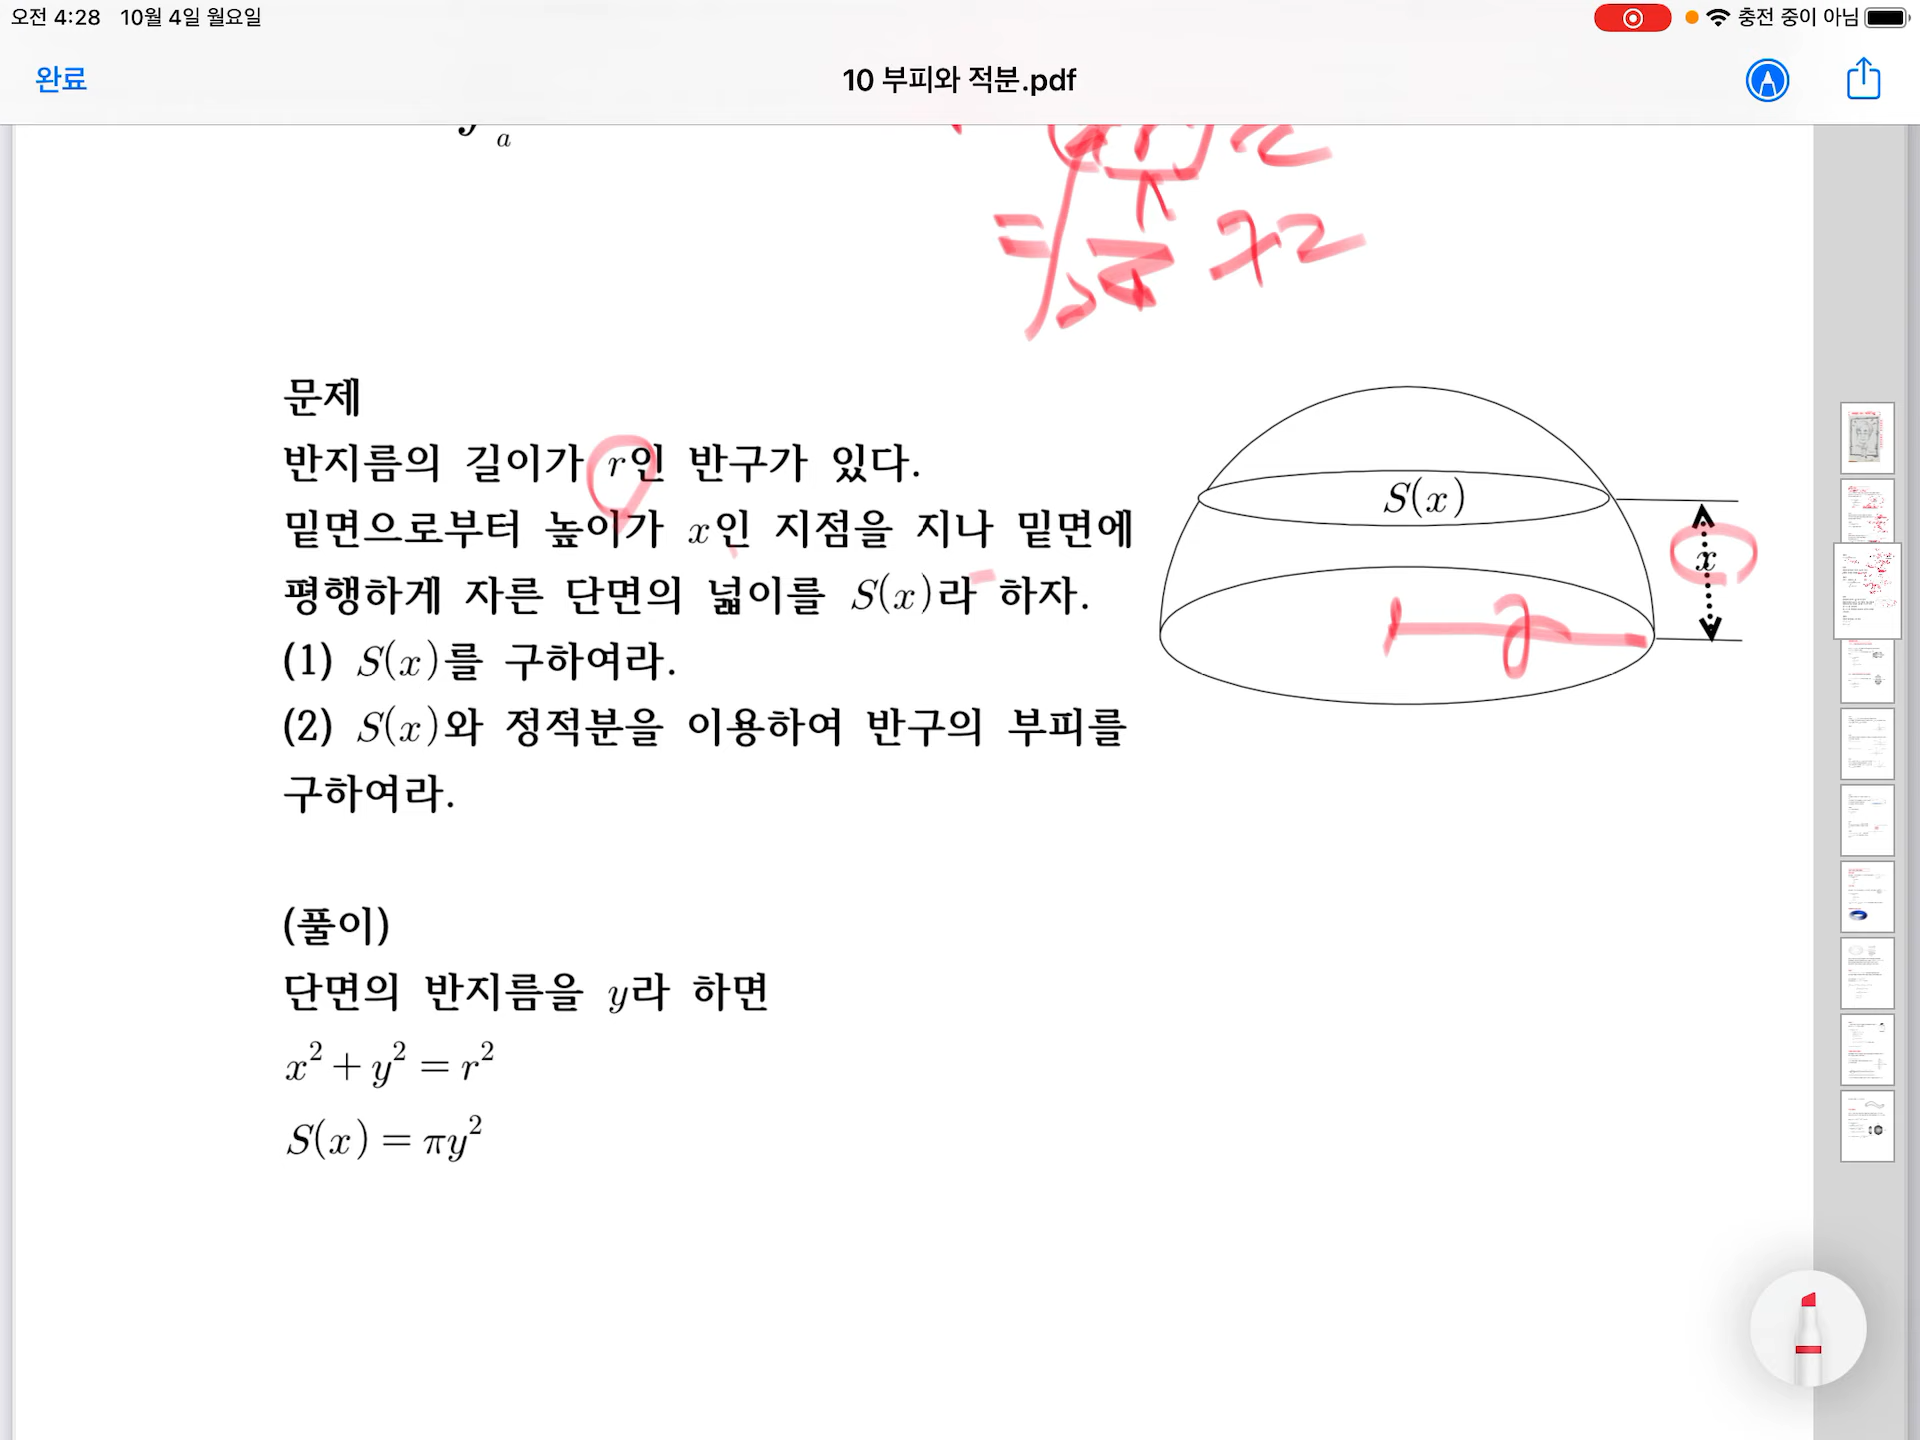 오전 4:28 10월 4일 월요일
충전 중이 아님
완료
10 부피와 적분.pdf
a
문제
반지름의 길이가 r인 반구가 있다.
밑면으로부터 높이가 x인 지점을 지나 밑면에
평행하게 자른 단면의 넓이를 S(x)라 하자.
(1) S(x)를 구하여라.
(2) S(x)와 정적분을 이용하여 반구의 부피를
구하여라.
S(x)
x
(풀이)
단면의 반지름을 y라 하면
x² + y² = r²
S(x) = πy²